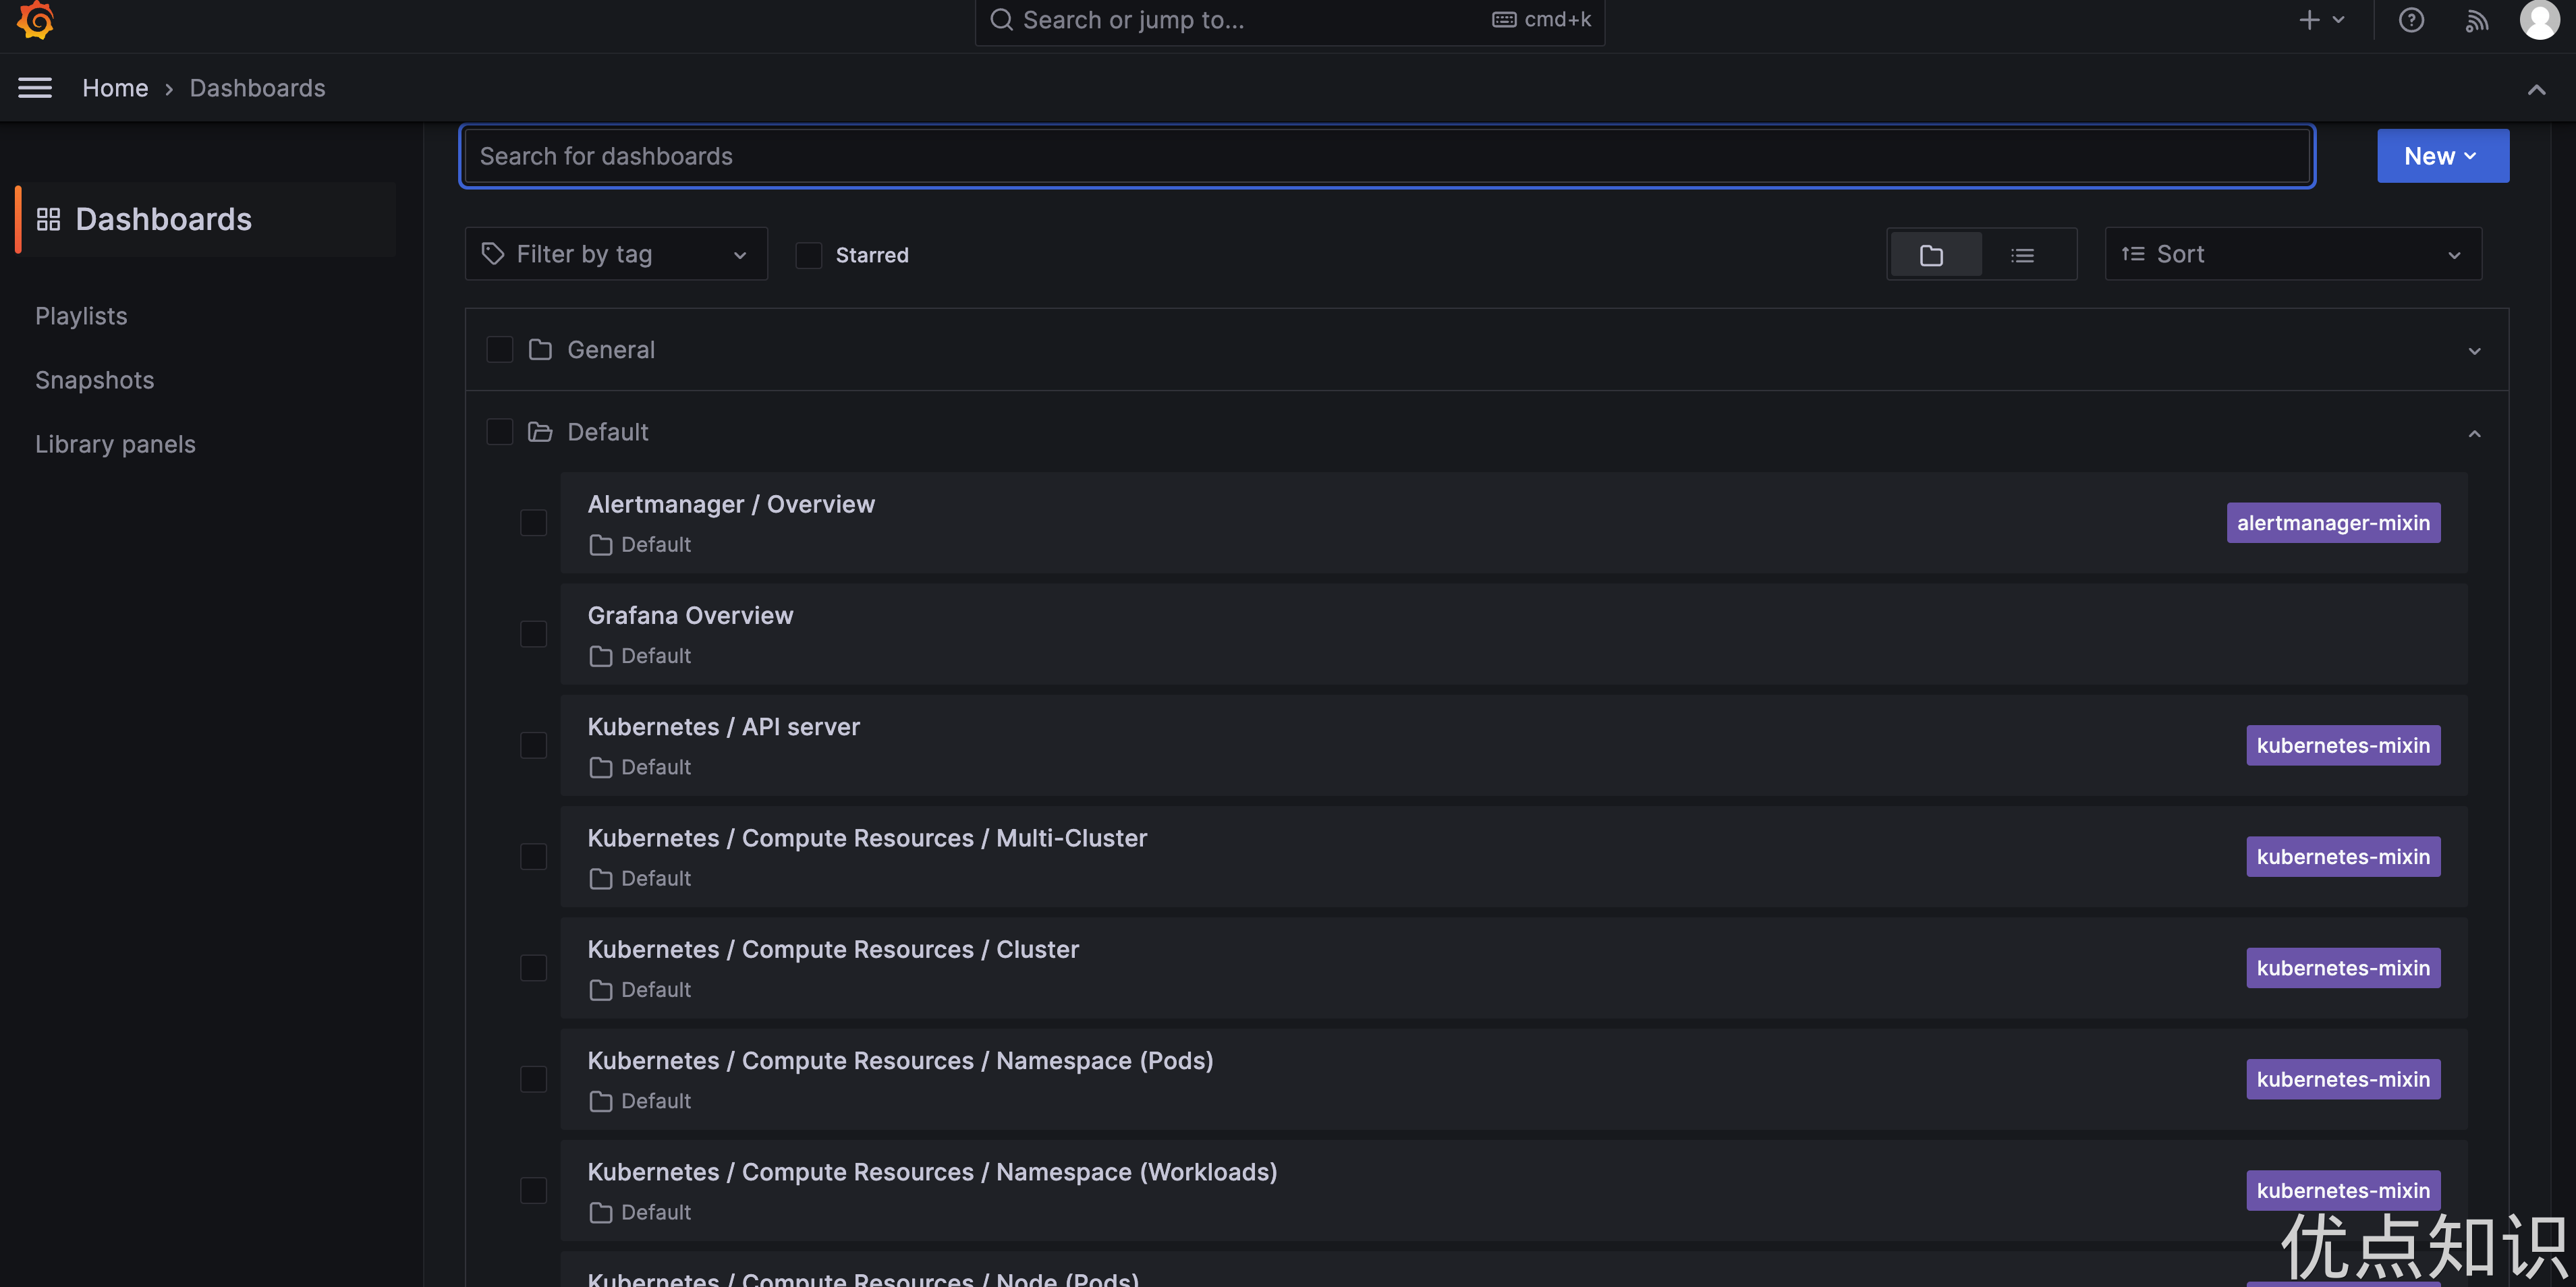 Search or jump to...
cmd+k
Home › Dashboards
Search for dashboards
New
Dashboards
Filter by tag
Starred
Sort
Playlists
Snapshots
Library panels
General
Default
Alertmanager / Overview
Default
alertmanager-mixin
Grafana Overview
Default
Kubernetes / API server
Default
kubernetes-mixin
Kubernetes / Compute Resources / Multi-Cluster
Default
kubernetes-mixin
Kubernetes / Compute Resources / Cluster
Default
kubernetes-mixin
Kubernetes / Compute Resources / Namespace (Pods)
Default
kubernetes-mixin
Kubernetes / Compute Resources / Namespace (Workloads)
Default
kubernetes-mixin
Kubernetes / Compute Resources / Node (Pods)
优点知识